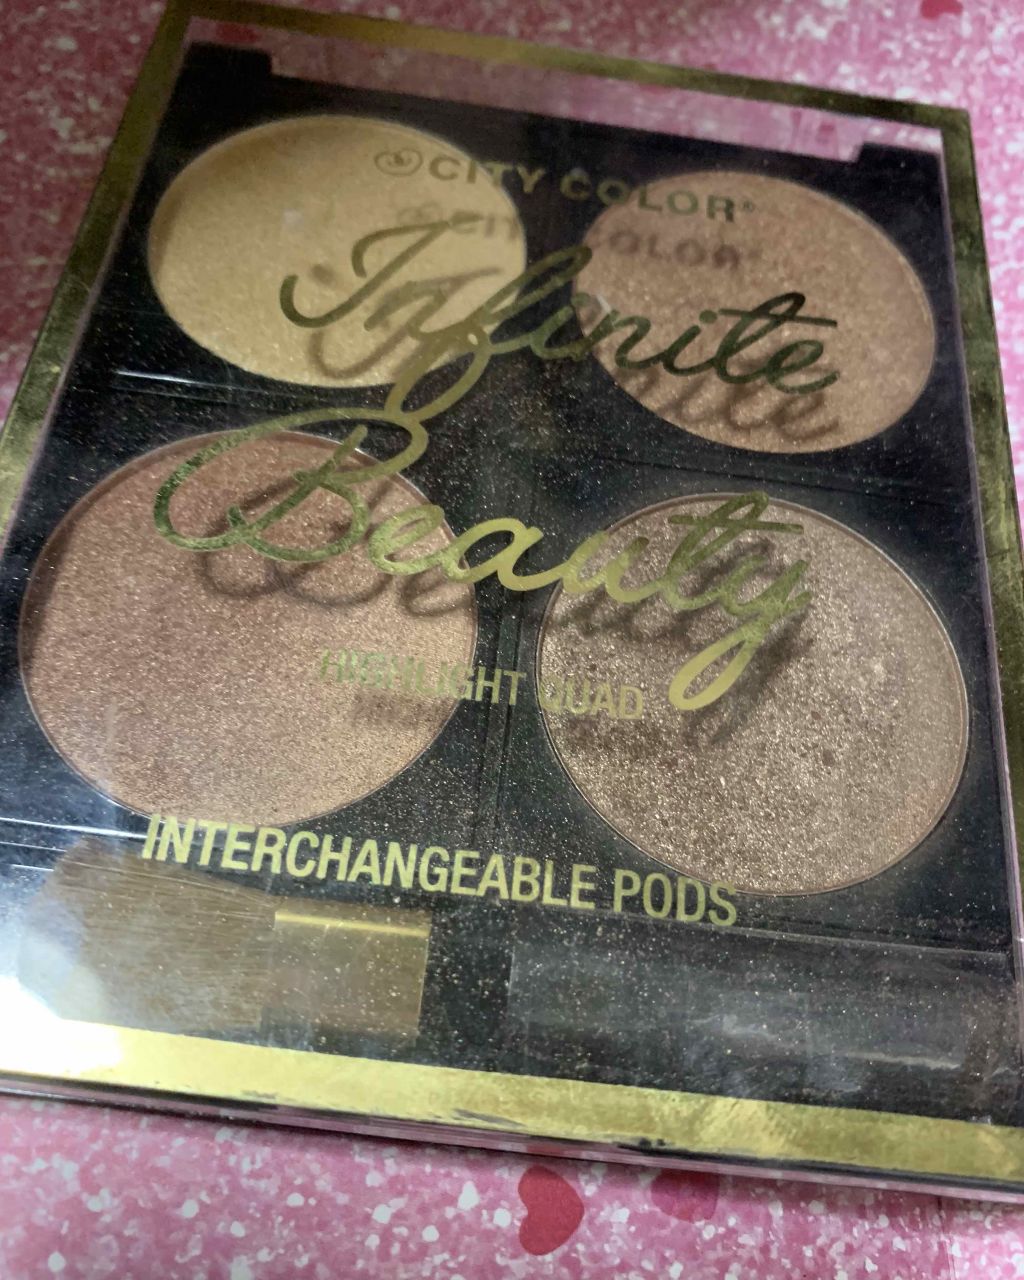 CITY COLOR®
Infinite
Beauty
HIGHLIGHT QUAD
INTERCHANGEABLE PODS